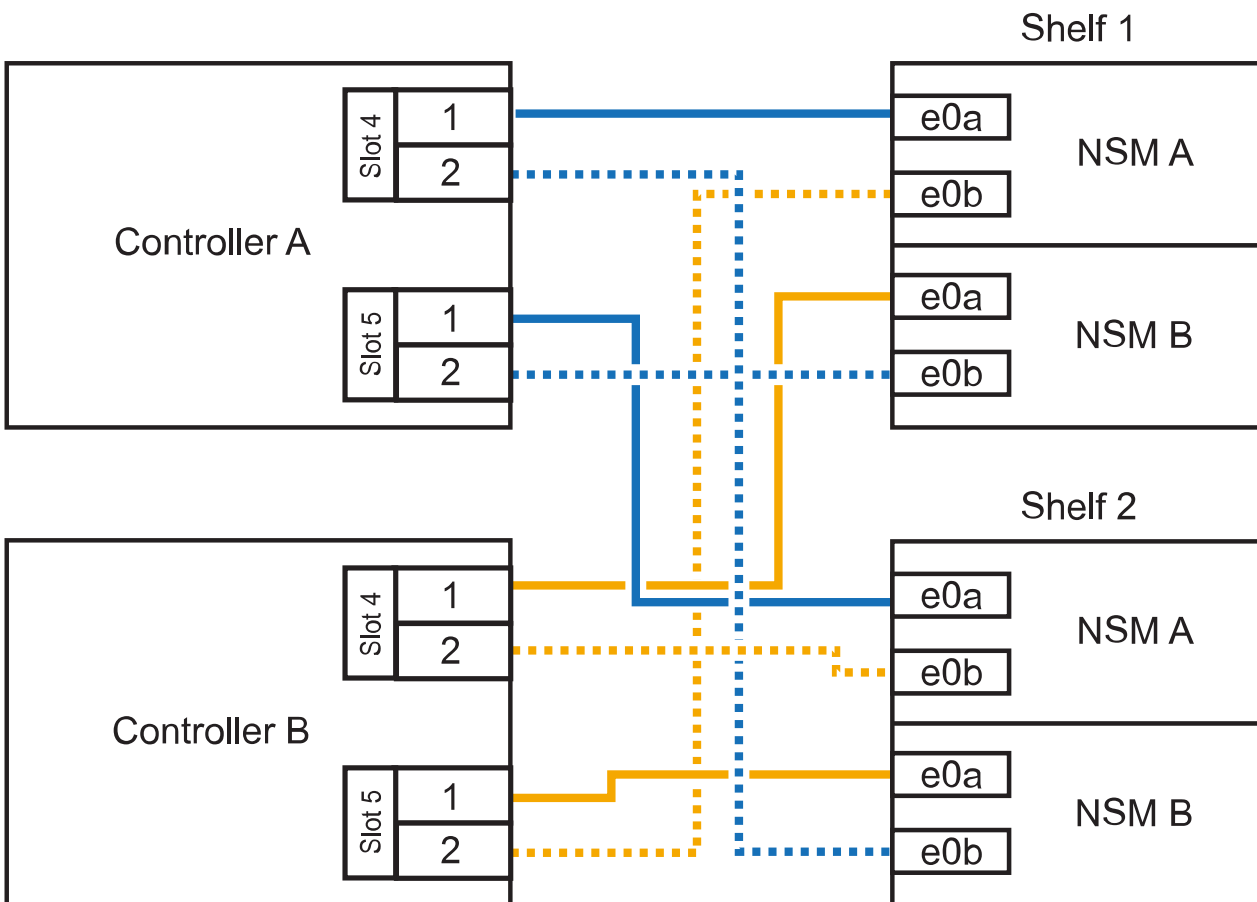 Shelf 1
Controller A
Slot 4
1
2
Slot 5
1
2
e0a
e0b
NSM A
e0a
e0b
NSM B
Shelf 2
Controller B
Slot 4
1
2
Slot 5
1
2
e0a
e0b
NSM A
e0a
e0b
NSM B